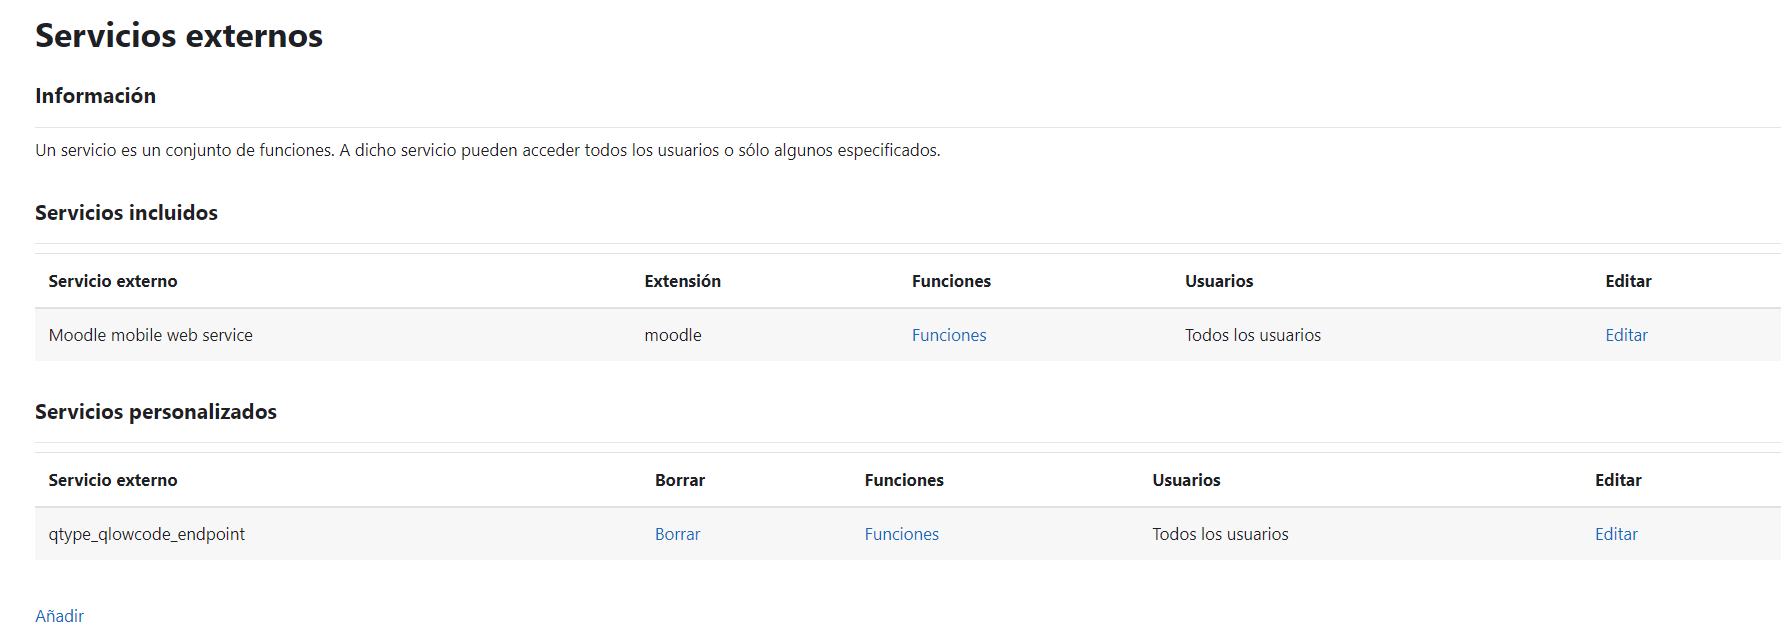 Servicios externos
Información
Un servicio es un conjunto de funciones. A dicho servicio pueden acceder todos los usuarios o sólo algunos especificados.
Servicios incluidos
Servicio externo Extensión Funciones Usuarios Editar
Moodle mobile web service moodle Funciones Todos los usuarios Editar
Servicios personalizados
Servicio externo Borrar Funciones Usuarios Editar
qtype_qlowcode_endpoint Borrar Funciones Todos los usuarios Editar
Añadir